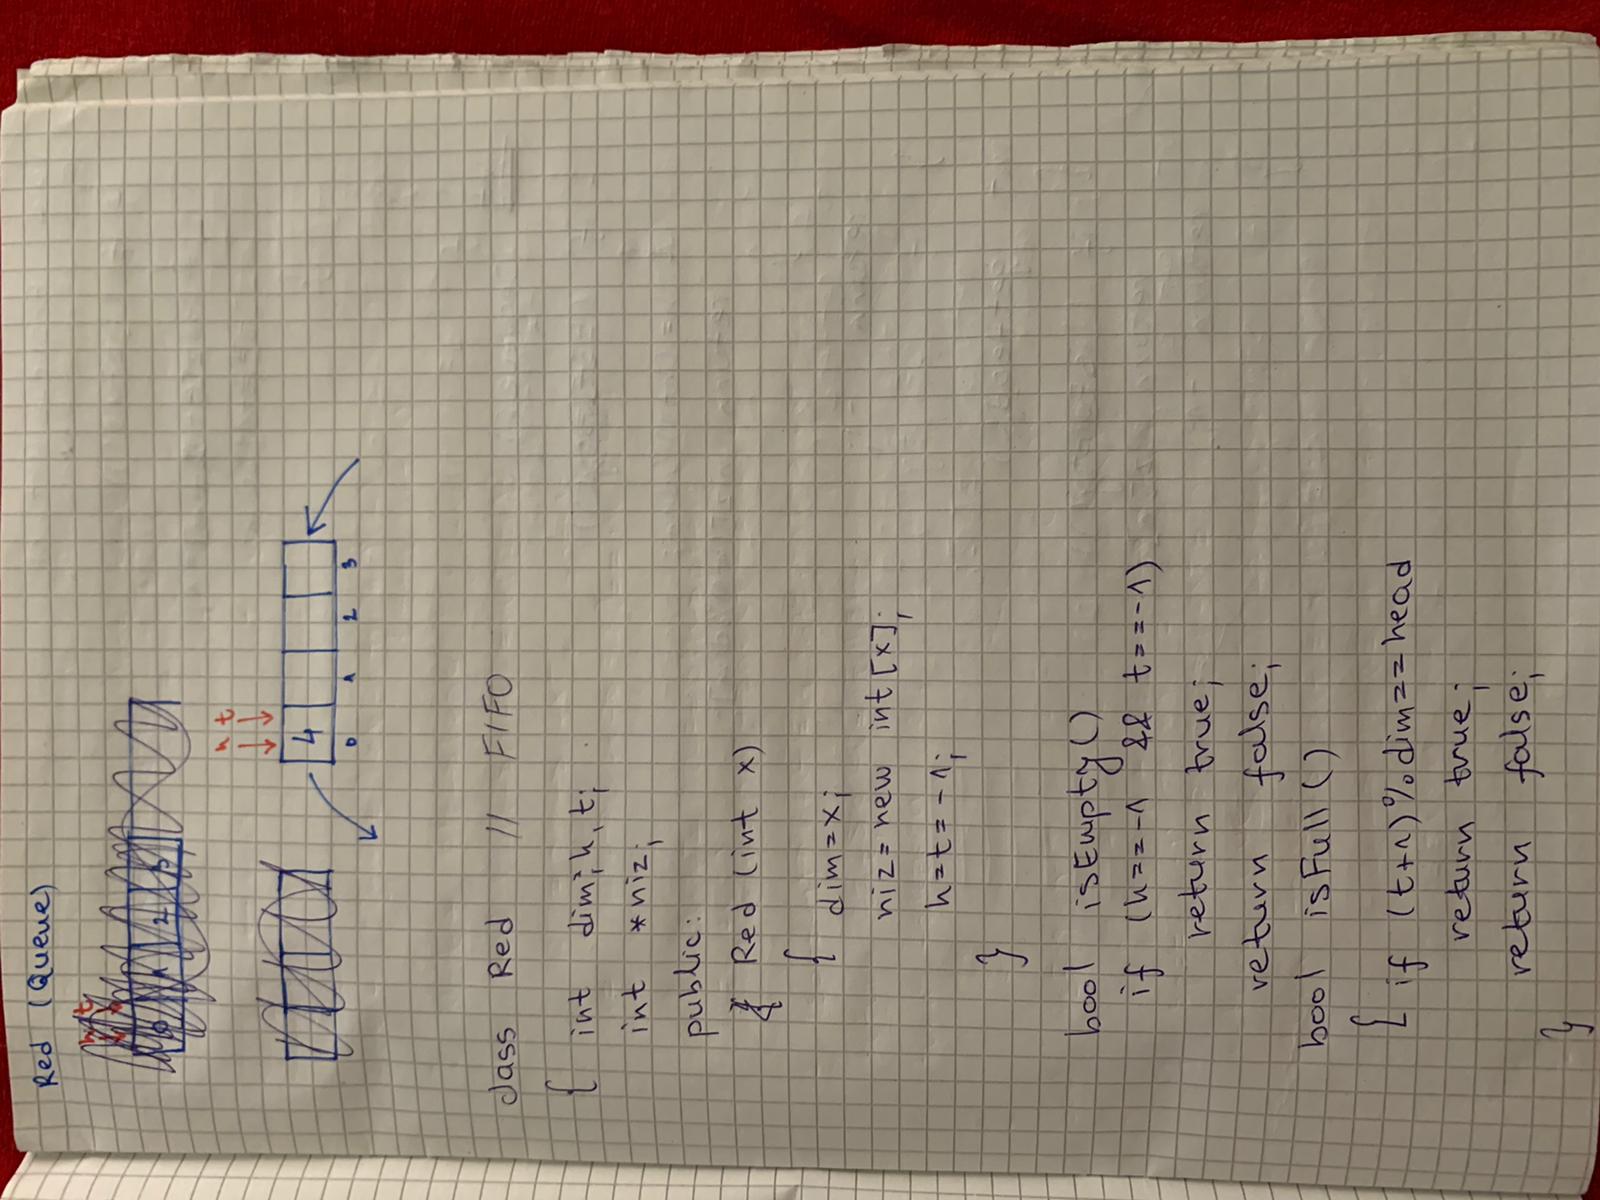 Red (Queue)
h t
0 1 2 3
h t
4
0 1 2 3
class Red // FIFO
{
int dim, h, t;
int *niz;
public:
Red (int x)
{
dim=x;
niz=new int[x];
h=t=-1;
}
bool isEmpty()
if (h==-1 && t==-1)
return true;
return false;
bool isFull()
{ if (t+1)%dim==head
return true;
return false;
}